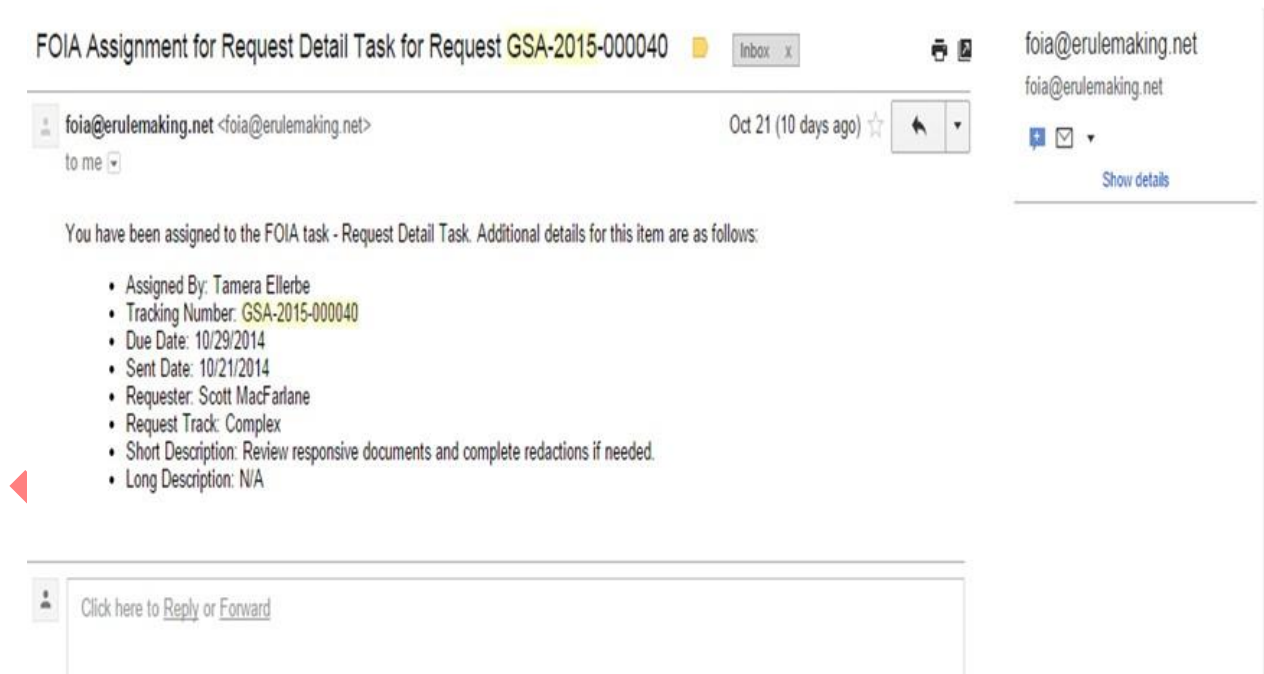 FOIA Assignment for Request Detail Task for Request GSA-2015-000040
Inbox x
foia@erulemaking.net <foia@erulemaking.net>
Oct 21 (10 days ago)
to me
You have been assigned to the FOIA task - Request Detail Task. Additional details for this item are as follows:
• Assigned By: Tamera Ellerbe
• Tracking Number: GSA-2015-000040
• Due Date: 10/29/2014
• Sent Date: 10/21/2014
• Requester: Scott MacFarlane
• Request Track: Complex
• Short Description: Review responsive documents and complete redactions if needed.
• Long Description: N/A
Click here to Reply or Forward
foia@erulemaking.net
foia@erulemaking.net
Show details